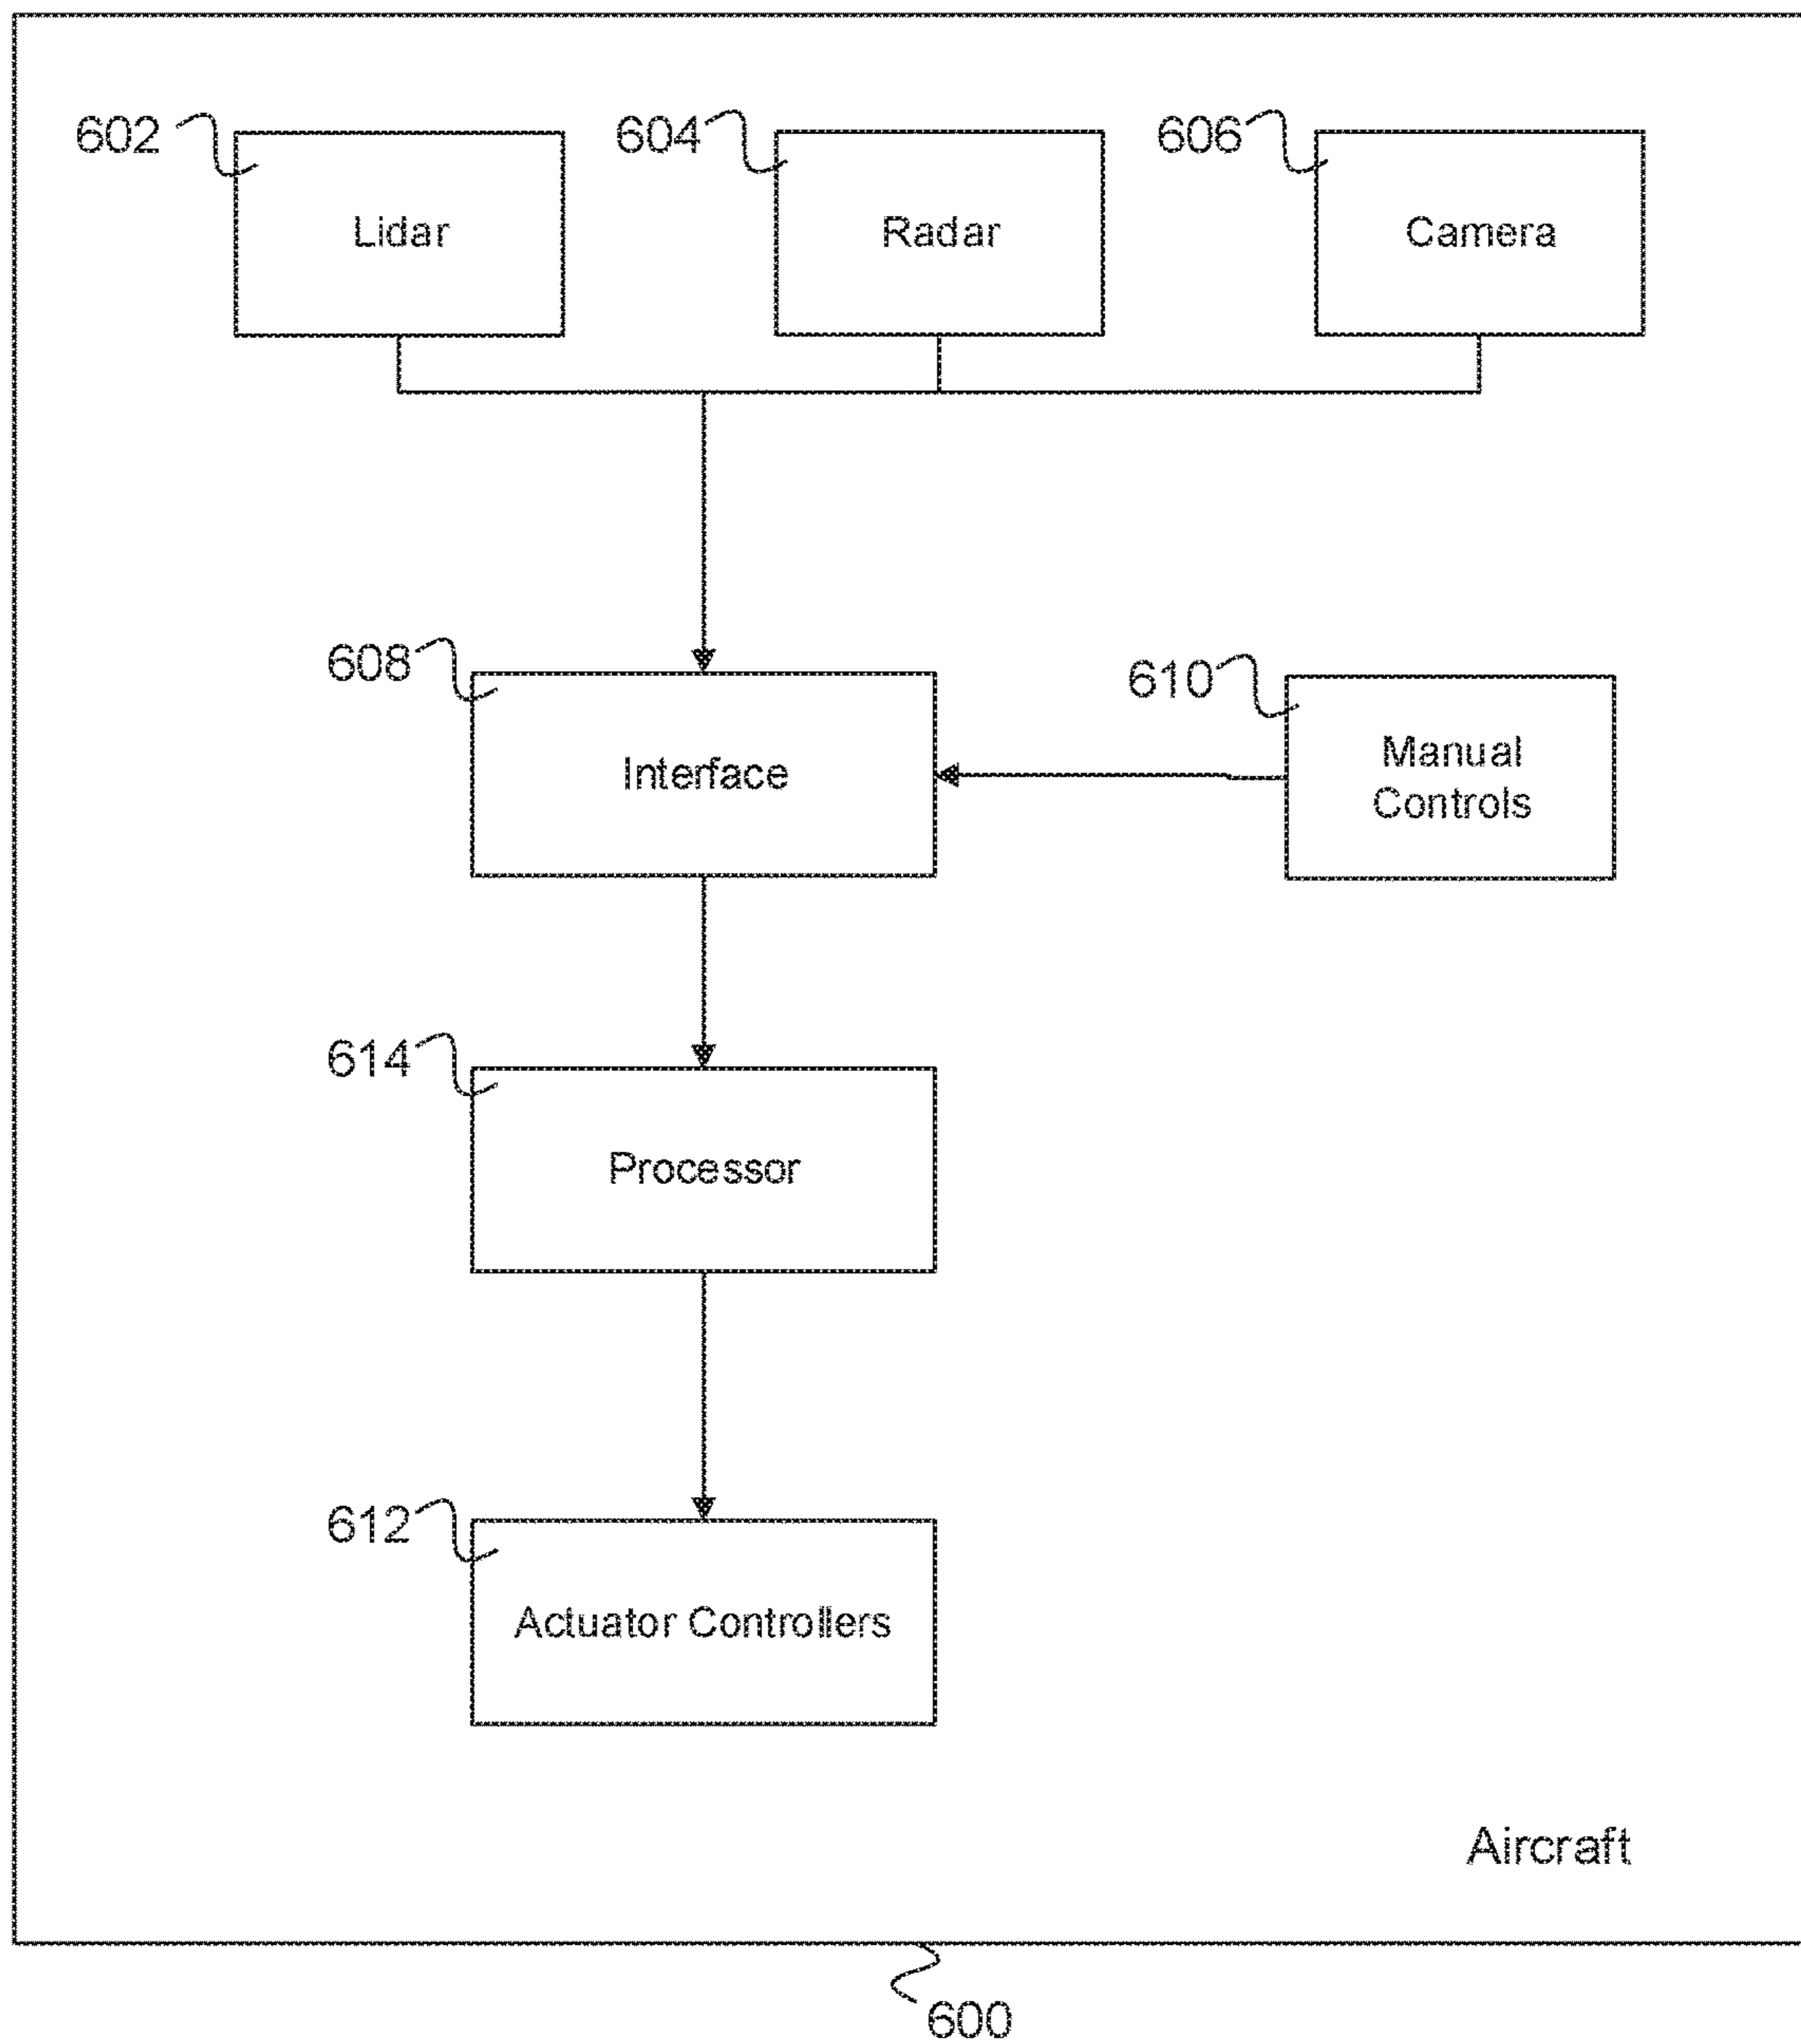 602
Lidar
604
Radar
606
Camera
608
Interface
610
Manual
Controls
614
Processor
612
Actuator Controllers
Aircraft
600